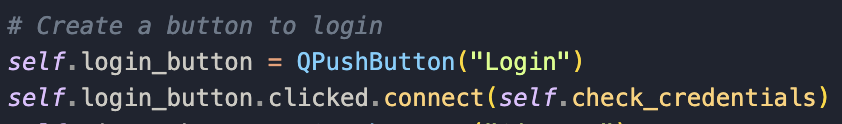 # Create a button to login
self.login_button = QPushButton("Login")
self.login_button.clicked.connect(self.check_credentials)